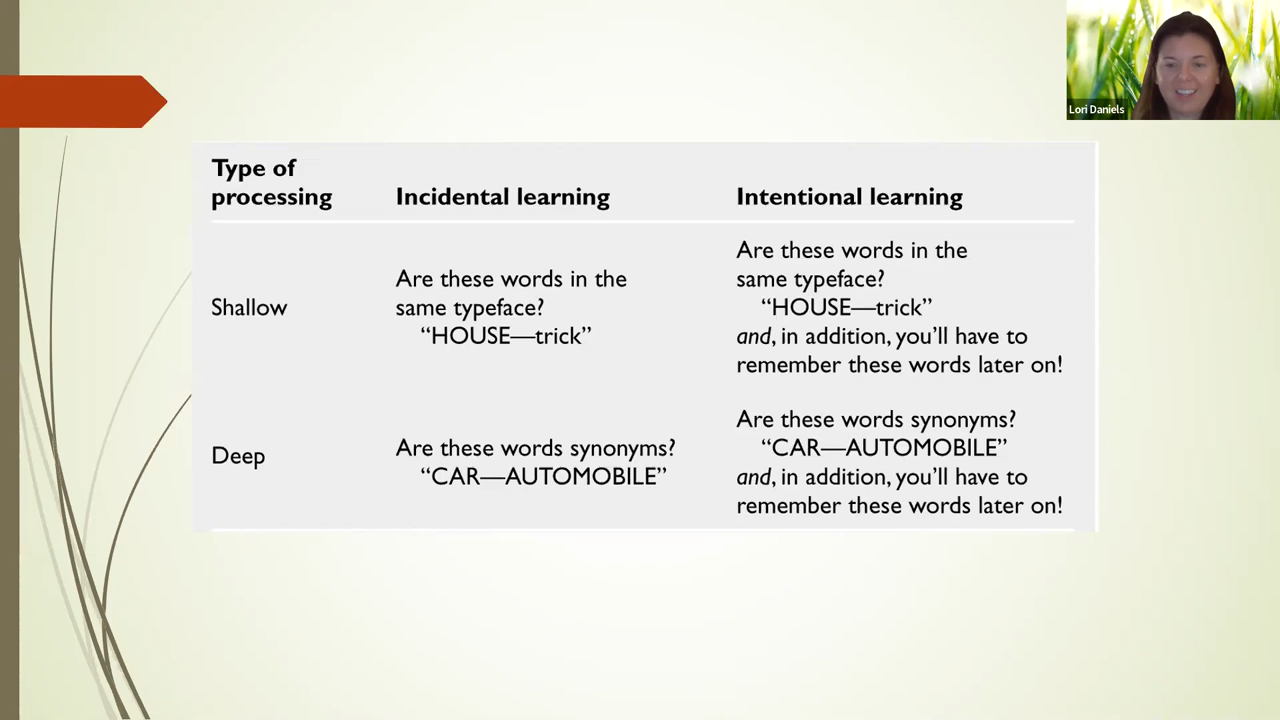 Lori Daniels
Type of
processing
Incidental learning
Intentional learning
Shallow
Are these words in the
same typeface?
“HOUSE—trick”
Are these words in the
same typeface?
“HOUSE—trick”
and, in addition, you’ll have to
remember these words later on!
Deep
Are these words synonyms?
“CAR—AUTOMOBILE”
Are these words synonyms?
“CAR—AUTOMOBILE”
and, in addition, you’ll have to
remember these words later on!